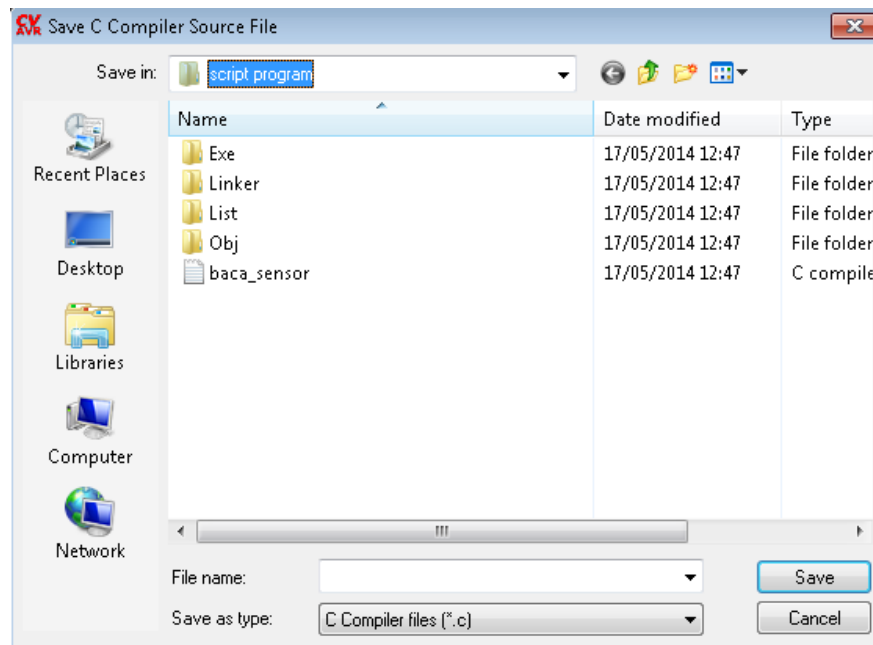 CV AVR Save C Compiler Source File
Save in: script program
Name Date modified Type
Exe 17/05/2014 12:47 File folder
Linker 17/05/2014 12:47 File folder
List 17/05/2014 12:47 File folder
Obj 17/05/2014 12:47 File folder
baca_sensor 17/05/2014 12:47 C compile
Recent Places
Desktop
Libraries
Computer
Network
File name: Save
Save as type: C Compiler files (*.c) Cancel